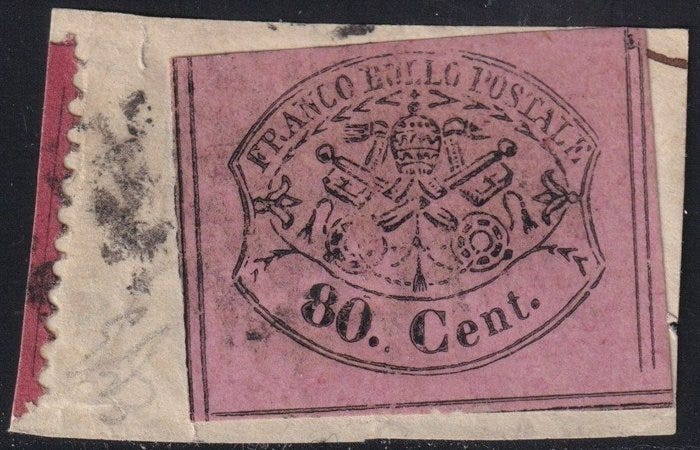 FRANCO BOLLO POSTALE
80. Cent.